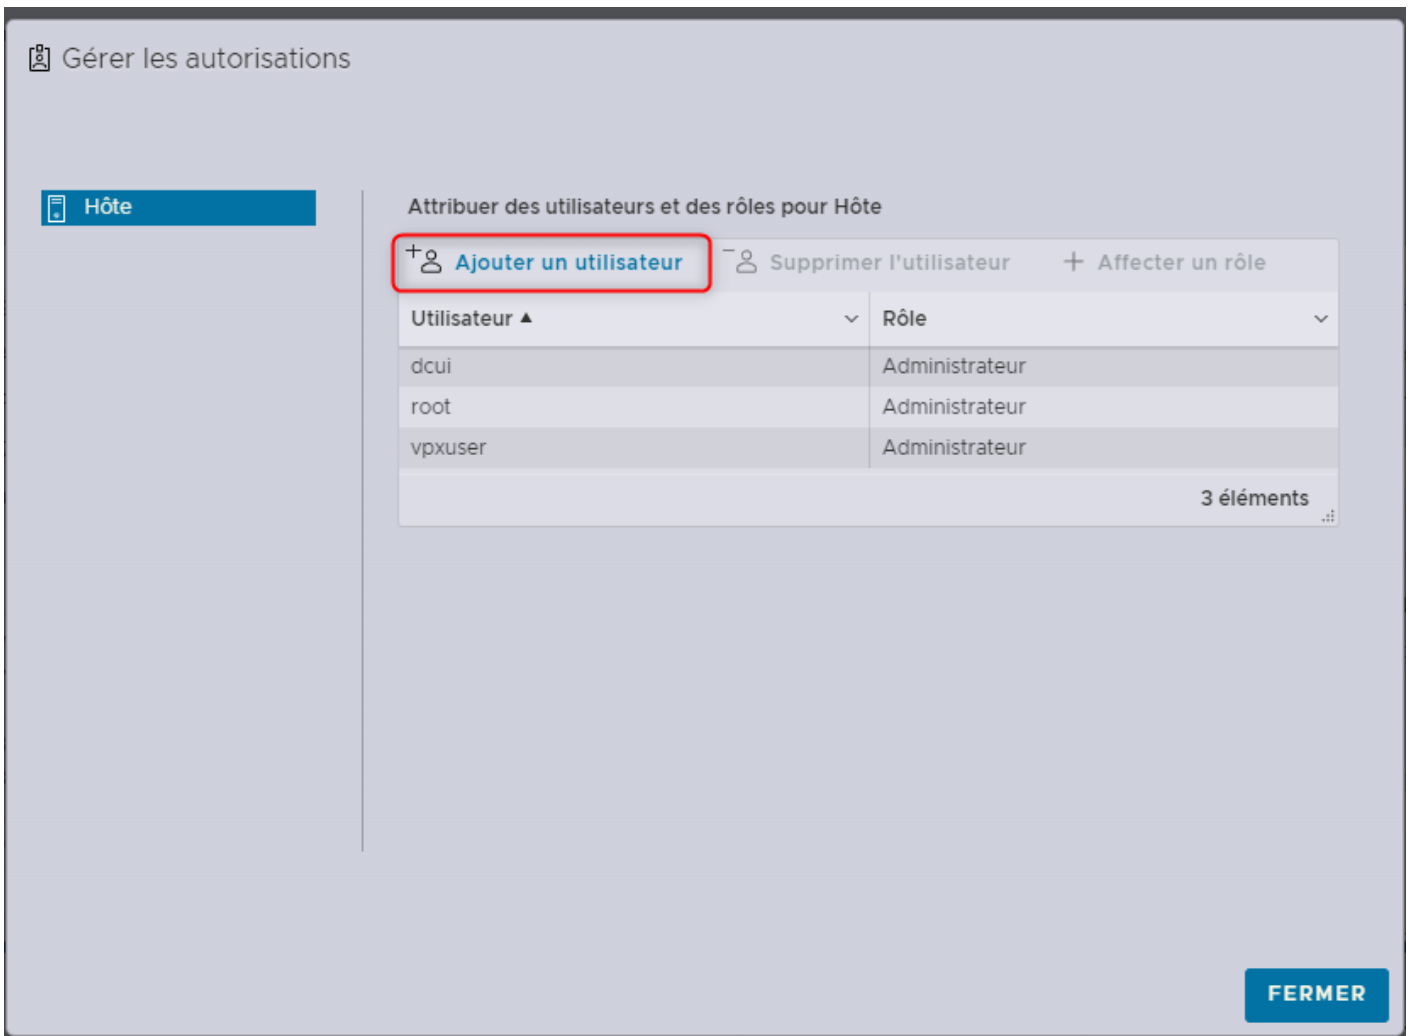 Gérer les autorisations
Hôte
Attribuer des utilisateurs et des rôles pour Hôte
Ajouter un utilisateur Supprimer l'utilisateur Affecter un rôle
Utilisateur Rôle
dcui Administrateur
root Administrateur
vpxuser Administrateur
3 éléments
FERMER